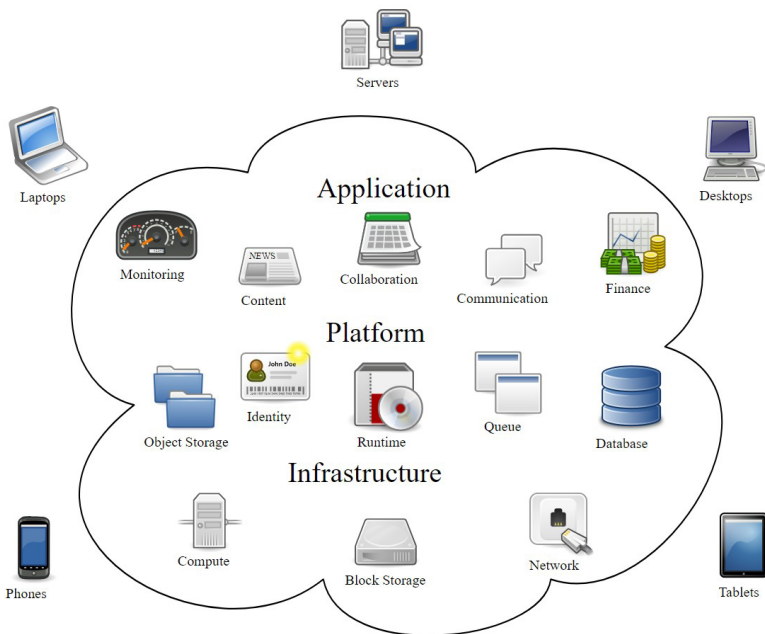 Servers
Laptops
Desktops
Application
Monitoring
NEWS
Content
Collaboration
Communication
Finance
Platform
John Doe
Object Storage
Identity
Runtime
Queue
Database
Infrastructure
Compute
Block Storage
Network
Phones
Tablets